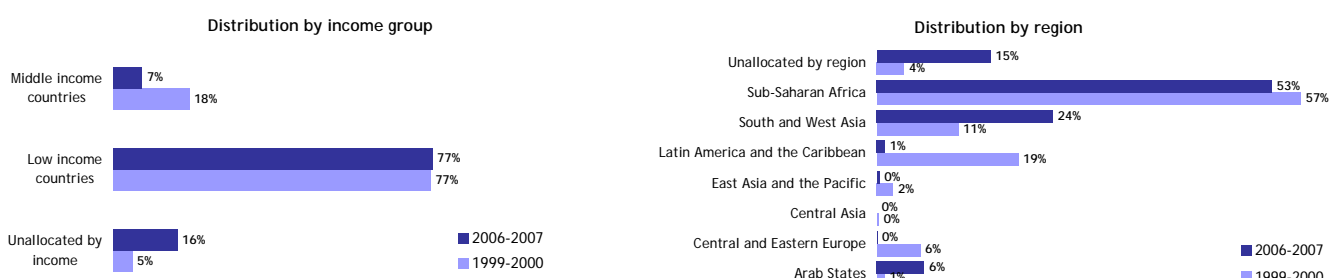 Distribution by income group
Middle income
countries
7%
18%
Low income
countries
77%
77%
Unallocated by
income
16%
5%
2006-2007
1999-2000
Distribution by region
Unallocated by region
15%
4%
Sub-Saharan Africa
53%
57%
South and West Asia
24%
11%
Latin America and the Caribbean
1%
19%
East Asia and the Pacific
0%
2%
Central Asia
0%
0%
Central and Eastern Europe
0%
6%
Arab States
6%
1%
2006-2007
1999-2000